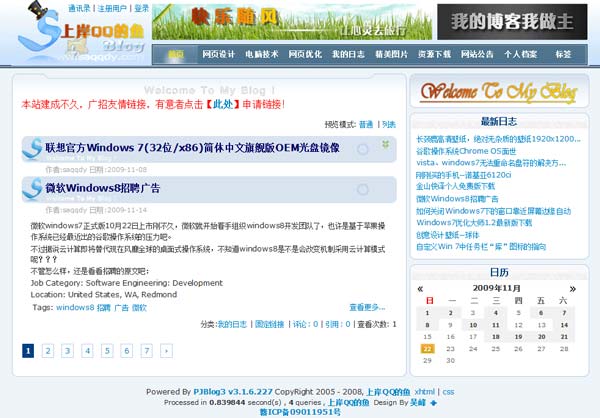 通讯录 | 注册用户 | 登录
上岸QQ的鱼
Blog
www.saqqdy.com
快乐随风
让心灵去旅行
我的博客我做主
首页 网页设计 电脑技术 网页优化 我的日志 精美图片 资源下载 网站公告 个人档案 标签
Welcome To My Blog !
本站建成不久，广招友情链接，有意者点击【此处】申请链接！
预览模式: 普通 | 列表
联想官方Windows 7(32位/x86)简体中文旗舰版OEM光盘镜像
Welcome To My Blog !
作者:saqqdy 日期:2009-11-08
微软Windows8招聘广告
Welcome To My Blog !
作者:saqqdy 日期:2009-11-14
微软windows7正式版10月22日上市刚不久，微软就开始着手组织windows8开发团队了，也许是基于苹果操
作系统已经最近出的谷歌操作系统的压力吧。
不过据说云计算即将替代现在风靡全球的桌面式操作系统，不知道windows8是不是会改变机制采用云计算模式
呢？？？
不管怎么样，还是看看招聘的原文吧：
Job Category: Software Engineering: Development
Location: United States, WA, Redmond
Tags: windows8 招聘 广告 微软
查看更多...
分类:我的日志 | 固定链接 | 评论: 0 | 引用: 0 | 查看次数: 1
1 2 3 4 5 6 7 ›
Welcome To My Blog
最新日志
长颈鹿高清壁纸，绝对无杂质的壁纸1920x1200...
谷歌操作系统Chrome OS面世
vista、windows7无法重命名盘符的解决方...
刚刚买的手机--诺基亚6120ci
金山快译个人免费版下载
微软Windows8招聘广告
如何关闭Windows7下的窗口靠近屏幕边缘自动
Windows7优化大师1.2最新版下载
创意设计壁纸--球体
自定义Win 7中任务栏“库”图标的指向
日历
« 2009年11月 »
日 一 二 三 四 五 六
1 2 3 4 5 6 7
8 9 10 11 12 13 14
15 16 17 18 19 20 21
22 23 24 25 26 27 28
29 30
Powered By PJBlog3 v3.1.6.227 CopyRight 2005 - 2008, 上岸QQ的鱼 xhtml | css
Processed in 0.839844 second(s) , 4 queries , 上岸QQ的鱼 Design By 吴峰
赣ICP备09011951号